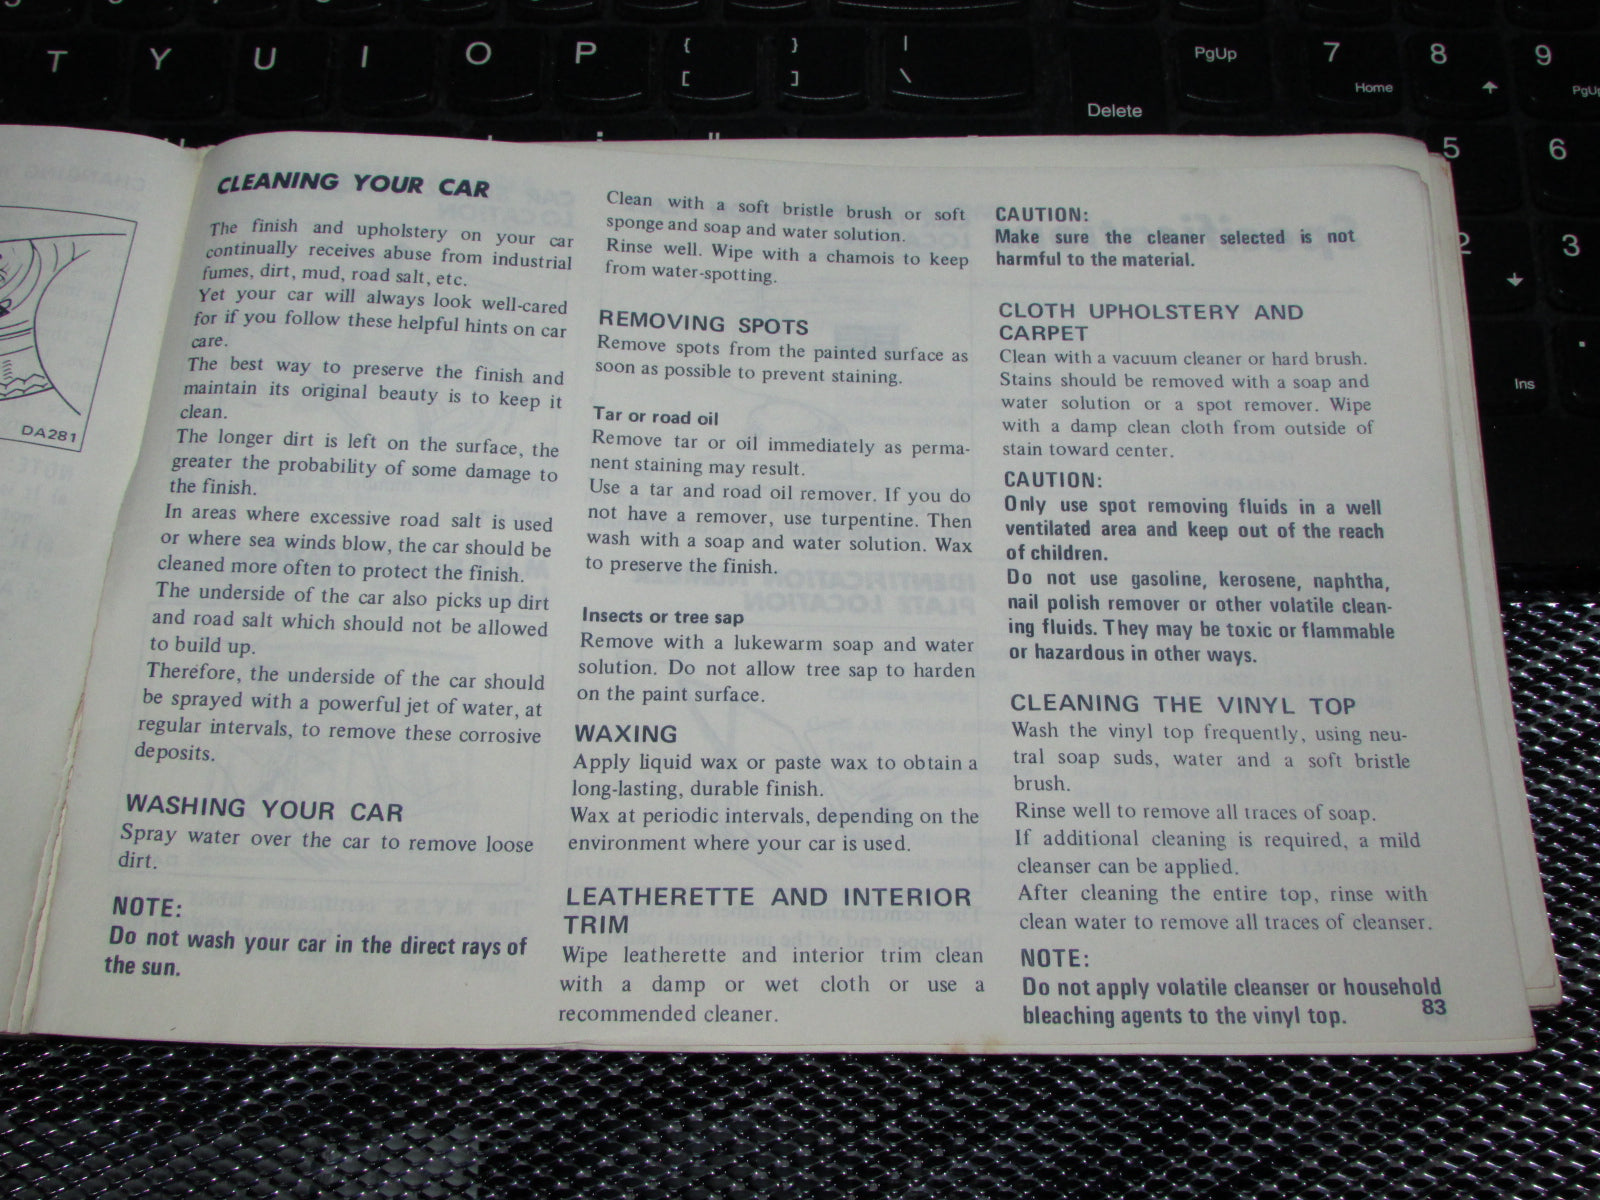 T Y U I O P { [ } ] | \ PgUp 7 Home 8 9
Delete
5 6
2 3
Ins
DA281
CLEANING YOUR CAR
The finish and upholstery on your car
continually receives abuse from industrial
fumes, dirt, mud, road salt, etc.
Yet your car will always look well-cared
for if you follow these helpful hints on car
care.
The best way to preserve the finish and
maintain its original beauty is to keep it
clean.
The longer dirt is left on the surface, the
greater the probability of some damage to
the finish.
In areas where excessive road salt is used
or where sea winds blow, the car should be
cleaned more often to protect the finish.
The underside of the car also picks up dirt
and road salt which should not be allowed
to build up.
Therefore, the underside of the car should
be sprayed with a powerful jet of water, at
regular intervals, to remove these corrosive
deposits.
WASHING YOUR CAR
Spray water over the car to remove loose
dirt.
NOTE:
Do not wash your car in the direct rays of
the sun.
Clean with a soft bristle brush or soft
sponge and soap and water solution.
Rinse well. Wipe with a chamois to keep
from water-spotting.
REMOVING SPOTS
Remove spots from the painted surface as
soon as possible to prevent staining.
Tar or road oil
Remove tar or oil immediately as perma-
nent staining may result.
Use a tar and road oil remover. If you do
not have a remover, use turpentine. Then
wash with a soap and water solution. Wax
to preserve the finish.
Insects or tree sap
Remove with a lukewarm soap and water
solution. Do not allow tree sap to harden
on the paint surface.
WAXING
Apply liquid wax or paste wax to obtain a
long-lasting, durable finish.
Wax at periodic intervals, depending on the
environment where your car is used.
LEATHERETTE AND INTERIOR
TRIM
Wipe leatherette and interior trim clean
with a damp or wet cloth or use a
recommended cleaner.
CAUTION:
Make sure the cleaner selected is not
harmful to the material.
CLOTH UPHOLSTERY AND
CARPET
Clean with a vacuum cleaner or hard brush.
Stains should be removed with a soap and
water solution or a spot remover. Wipe
with a damp clean cloth from outside of
stain toward center.
CAUTION:
Only use spot removing fluids in a well
ventilated area and keep out of the reach
of children.
Do not use gasoline, kerosene, naphtha,
nail polish remover or other volatile clean-
ing fluids. They may be toxic or flammable
or hazardous in other ways.
CLEANING THE VINYL TOP
Wash the vinyl top frequently, using neu-
tral soap suds, water and a soft bristle
brush.
Rinse well to remove all traces of soap.
If additional cleaning is required, a mild
cleanser can be applied.
After cleaning the entire top, rinse with
clean water to remove all traces of cleanser.
NOTE:
Do not apply volatile cleanser or household
bleaching agents to the vinyl top.
83